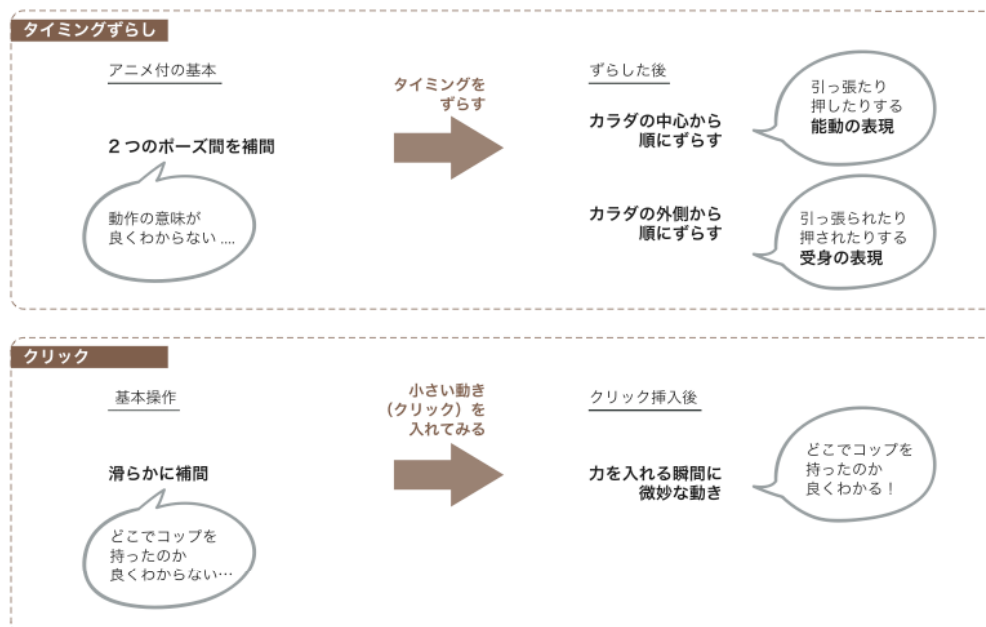 タイミングずらし
アニメ付の基本
2つのポーズ間を補間
動作の意味が
良くわからない ....
タイミングを
ずらす
ずらした後
カラダの中心から
順にずらす
引っ張たり
押したりする
能動の表現
カラダの外側から
順にずらす
引っ張られたり
押されたりする
受身の表現
クリック
基本操作
滑らかに補間
どこでコップを
持ったのか
良くわからない…
小さい動き
（クリック）を
入れてみる
クリック挿入後
力を入れる瞬間に
微妙な動き
どこでコップを
持ったのか
良くわかる！